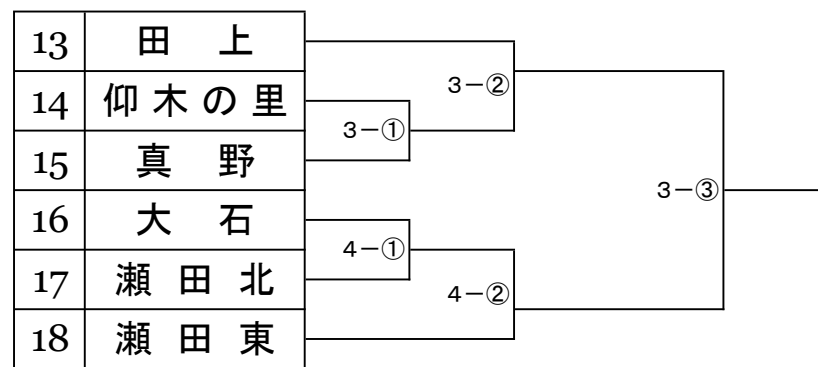 13 田 上
3－②
14 仰 木 の 里
3－①
15 真 野
3－③
16 大 石
4－①
17 瀬 田 北
4－②
18 瀬 田 東